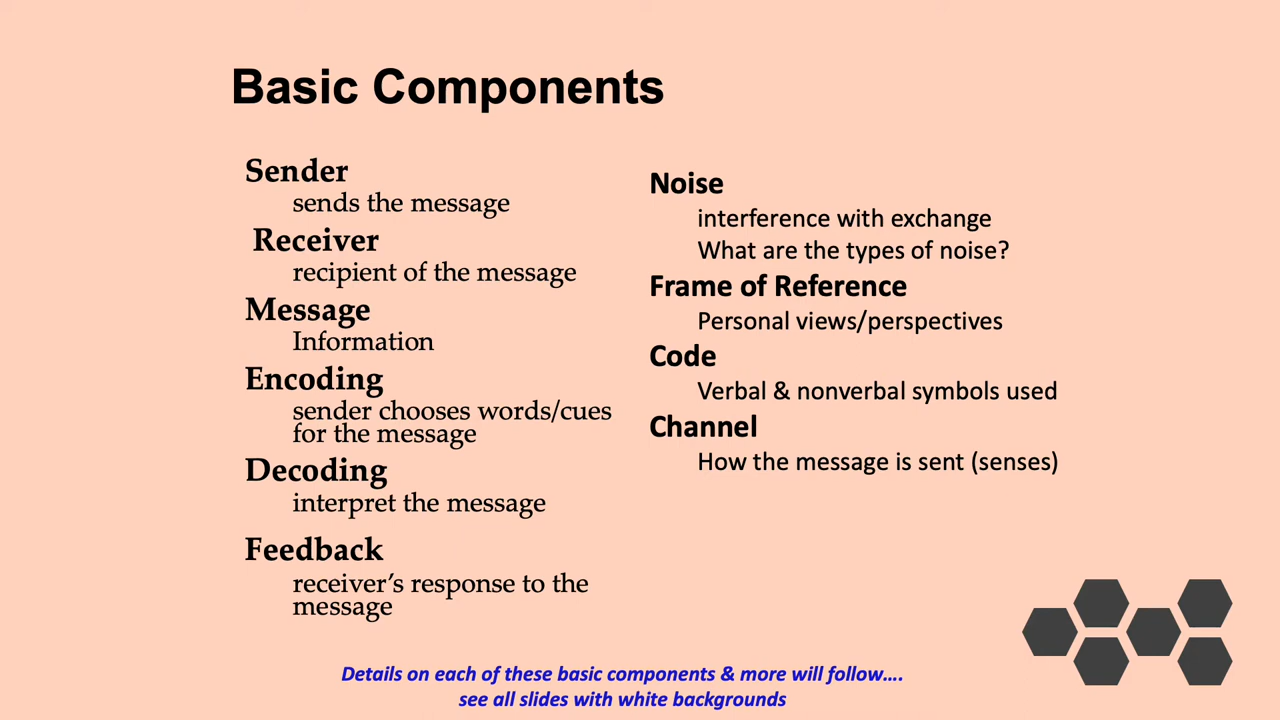 Basic Components
Sender
sends the message
Receiver
recipient of the message
Message
Information
Encoding
sender chooses words/cues
for the message
Decoding
interpret the message
Feedback
receiver’s response to the
message
Noise
interference with exchange
What are the types of noise?
Frame of Reference
Personal views/perspectives
Code
Verbal & nonverbal symbols used
Channel
How the message is sent (senses)
Details on each of these basic components & more will follow....
see all slides with white backgrounds